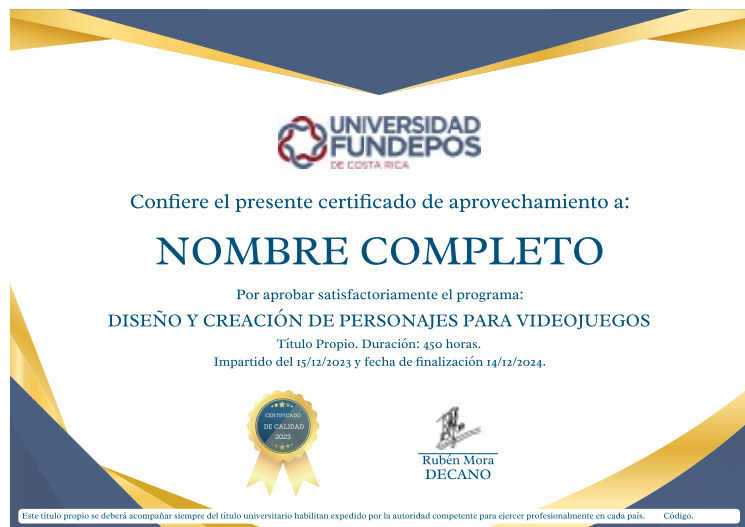 UNIVERSIDAD
FUNDEPOS
DE COSTA RICA
Confiere el presente certificado de aprovechamiento a:
NOMBRE COMPLETO
Por aprobar satisfactoriamente el programa:
DISEÑO Y CREACIÓN DE PERSONAJES PARA VIDEOJUEGOS
Título Propio. Duración: 450 horas.
Impartido del 15/12/2023 y fecha de finalización 14/12/2024.
CERTIFICADO
DE CALIDAD
2023
Rubén Mora
DECANO
Este título propio se deberá acompañar siempre del título universitario habilitan expedido por la autoridad competente para ejercer profesionalmente en cada país. Código.